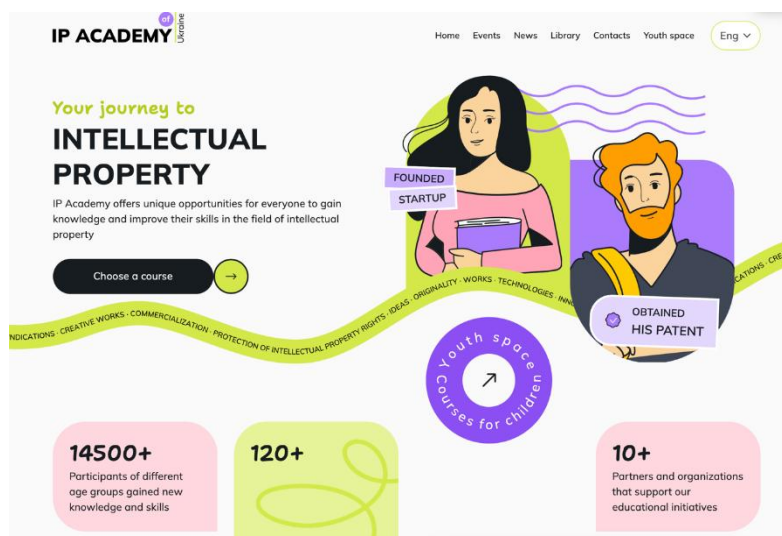 IP ACADEMY
of
Ukraine
Home Events News Library Contacts Youth space Eng
Your journey to
INTELLECTUAL
PROPERTY
IP Academy offers unique opportunities for everyone to gain
knowledge and improve their skills in the field of intellectual
property
Choose a course
FOUNDED
STARTUP
OBTAINED
HIS PATENT
NDICATIONS · CREATIVE WORKS · COMMERCIALIZATION · PROTECTION OF INTELLECTUAL PROPERTY RIGHTS · IDEAS · ORIGINALITY · WORKS · TECHNOLOGIES · INN
CATIONS · CRE
Youth space
Courses for children
14500+
Participants of different
age groups gained new
knowledge and skills
120+
10+
Partners and organizations
that support our
educational initiatives